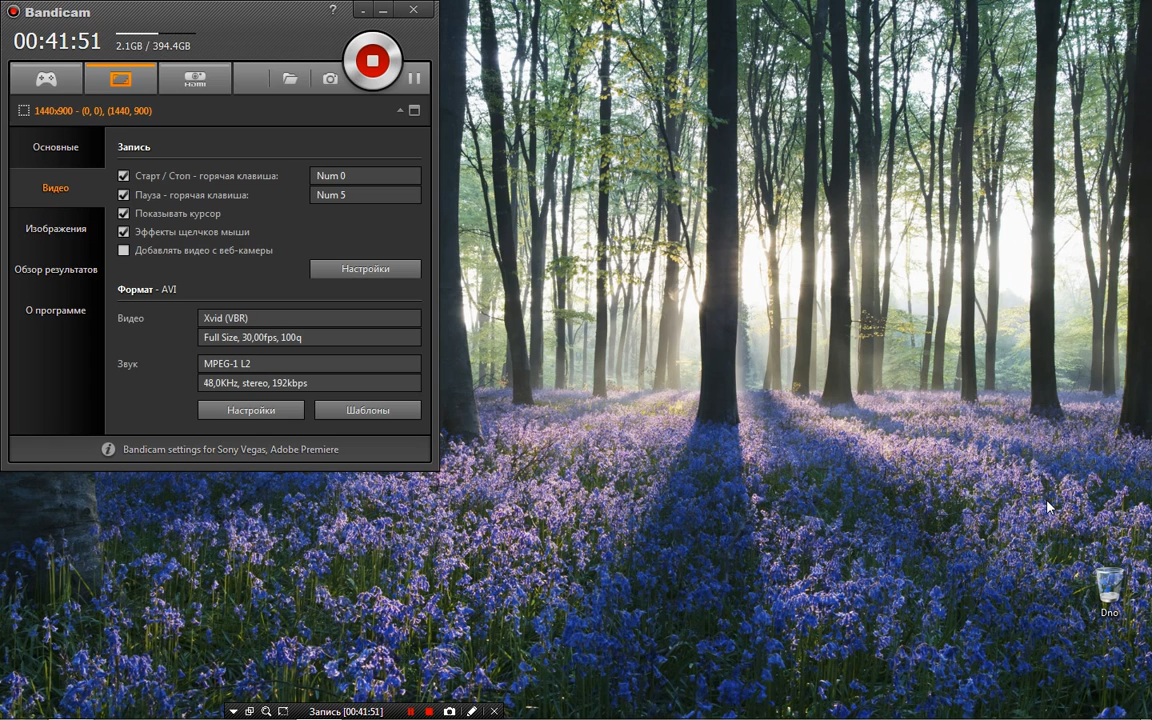 Bandicam
00:41:51
2.1GB / 394.4GB
HDMI
1440x900 - (0, 0), (1440, 900)
Основные
Видео
Изображения
Обзор результатов
О программе
Запись
Старт / Стоп - горячая клавиша:
Num 0
Пауза - горячая клавиша:
Num 5
Показывать курсор
Эффекты щелчков мыши
Добавлять видео с веб-камеры
Настройки
Формат - AVI
Видео
Xvid (VBR)
Full Size, 30,00fps, 100q
Звук
MPEG-1 L2
48,0KHz, stereo, 192kbps
Настройки
Шаблоны
Bandicam settings for Sony Vegas, Adobe Premiere
Dno
Запись [00:41:51]